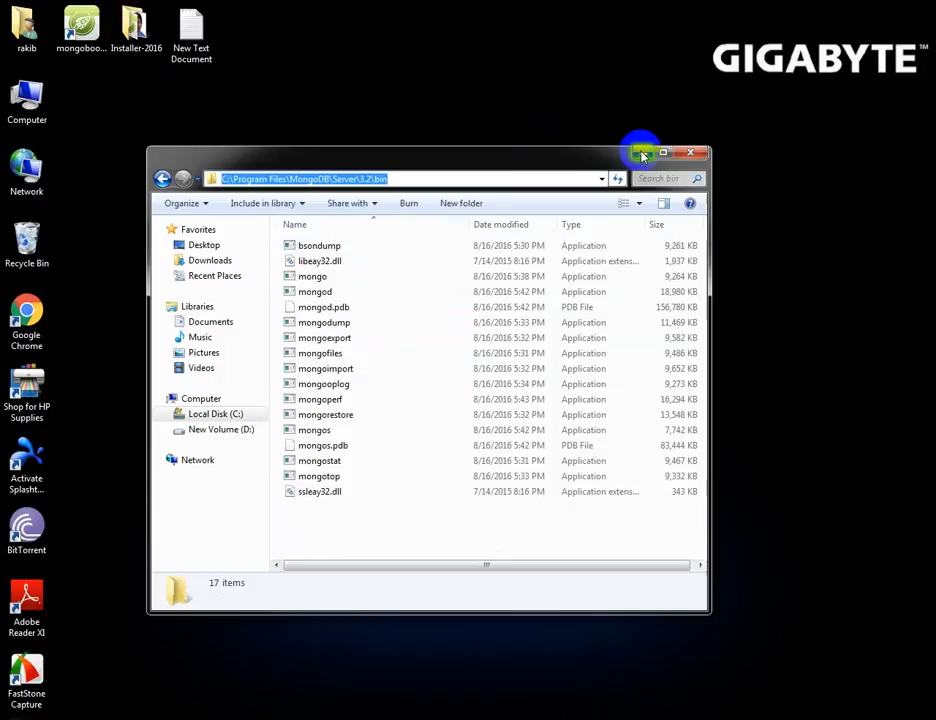 rakib
mongoboo...
Installer-2016
New Text
Document
GIGABYTE™
Computer
Network
Recycle Bin
Google
Chrome
Shop for HP
Supplies
Activate
Splasht...
BitTorrent
Adobe
Reader XI
FastStone
Capture
C:\Program Files\MongoDB\Server\3.2\bin
Search bin
Organize
Include in library
Share with
Burn
New folder
Name
Date modified
Type
Size
Favorites
Desktop
Downloads
Recent Places
Libraries
Documents
Music
Pictures
Videos
Computer
Local Disk (C:)
New Volume (D:)
Network
bsondump 8/16/2016 5:30 PM Application 9,261 KB
libeay32.dll 7/14/2015 8:16 PM Application extens... 1,937 KB
mongo 8/16/2016 5:38 PM Application 9,264 KB
mongod 8/16/2016 5:42 PM Application 18,980 KB
mongod.pdb 8/16/2016 5:42 PM PDB File 156,780 KB
mongodump 8/16/2016 5:33 PM Application 11,469 KB
mongoexport 8/16/2016 5:32 PM Application 9,582 KB
mongofiles 8/16/2016 5:31 PM Application 9,486 KB
mongoimport 8/16/2016 5:32 PM Application 9,652 KB
mongooplog 8/16/2016 5:34 PM Application 9,273 KB
mongoperf 8/16/2016 5:43 PM Application 16,294 KB
mongorestore 8/16/2016 5:32 PM Application 13,548 KB
mongos 8/16/2016 5:42 PM Application 7,742 KB
mongos.pdb 8/16/2016 5:42 PM PDB File 83,444 KB
mongostat 8/16/2016 5:31 PM Application 9,467 KB
mongotop 8/16/2016 5:33 PM Application 9,332 KB
ssleay32.dll 7/14/2015 8:16 PM Application extens... 343 KB
17 items